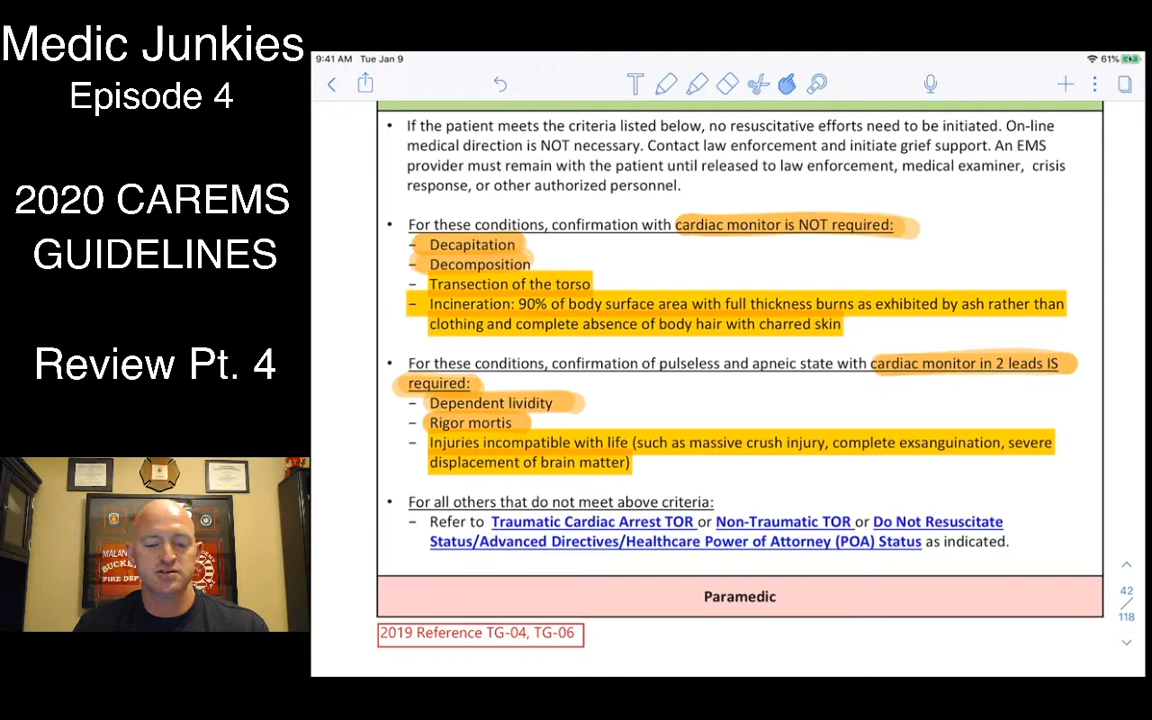 Medic Junkies
Episode 4
2020 CAREMS
GUIDELINES
Review Pt. 4
9:41 AM Tue Jan 9
61%
• If the patient meets the criteria listed below, no resuscitative efforts need to be initiated. On-line
medical direction is NOT necessary. Contact law enforcement and initiate grief support. An EMS
provider must remain with the patient until released to law enforcement, medical examiner, crisis
response, or other authorized personnel.
• For these conditions, confirmation with cardiac monitor is NOT required:
− Decapitation
− Decomposition
− Transection of the torso
− Incineration: 90% of body surface area with full thickness burns as exhibited by ash rather than
clothing and complete absence of body hair with charred skin
• For these conditions, confirmation of pulseless and apneic state with cardiac monitor in 2 leads IS
required:
− Dependent lividity
− Rigor mortis
− Injuries incompatible with life (such as massive crush injury, complete exsanguination, severe
displacement of brain matter)
• For all others that do not meet above criteria:
− Refer to Traumatic Cardiac Arrest TOR or Non-Traumatic TOR or Do Not Resuscitate
Status/Advanced Directives/Healthcare Power of Attorney (POA) Status as indicated.
Paramedic
2019 Reference TG-04, TG-06
42
/
118